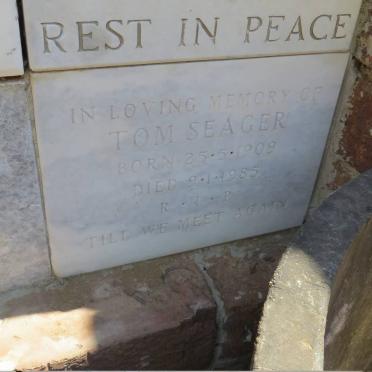 REST IN PEACE
IN LOVING MEMORY OF
TOM SEAGER
BORN 25·5·1909
DIED 9·1·1985
R·I·P
TILL WE MEET AGAIN